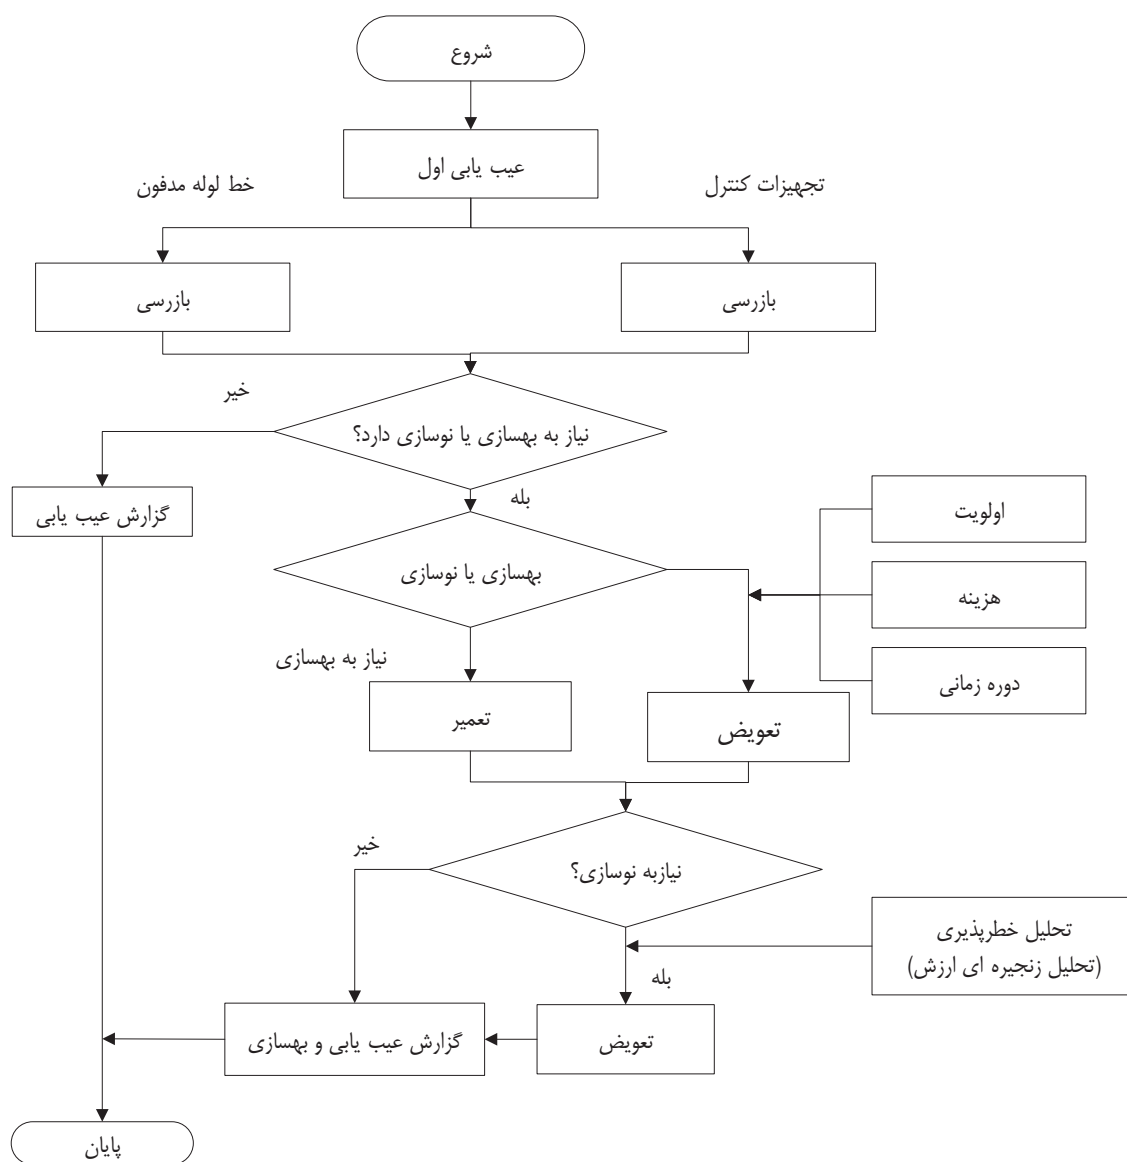 شروع
عیب یابی اول
تجهیزات کنترل
خط لوله مدفون
بازرسی
بازرسی
نیاز به بهسازی یا نوسازی دارد؟
خیر
بله
گزارش عیب یابی
اولویت
بهسازی یا نوسازی
هزینه
نیاز به بهسازی
دوره زمانی
تعمیر
تعویض
نیازبه نوسازی؟
خیر
تحلیل خطرپذیری
(تحلیل زنجیره ای ارزش)
بله
تعویض
گزارش عیب یابی و بهسازی
پایان